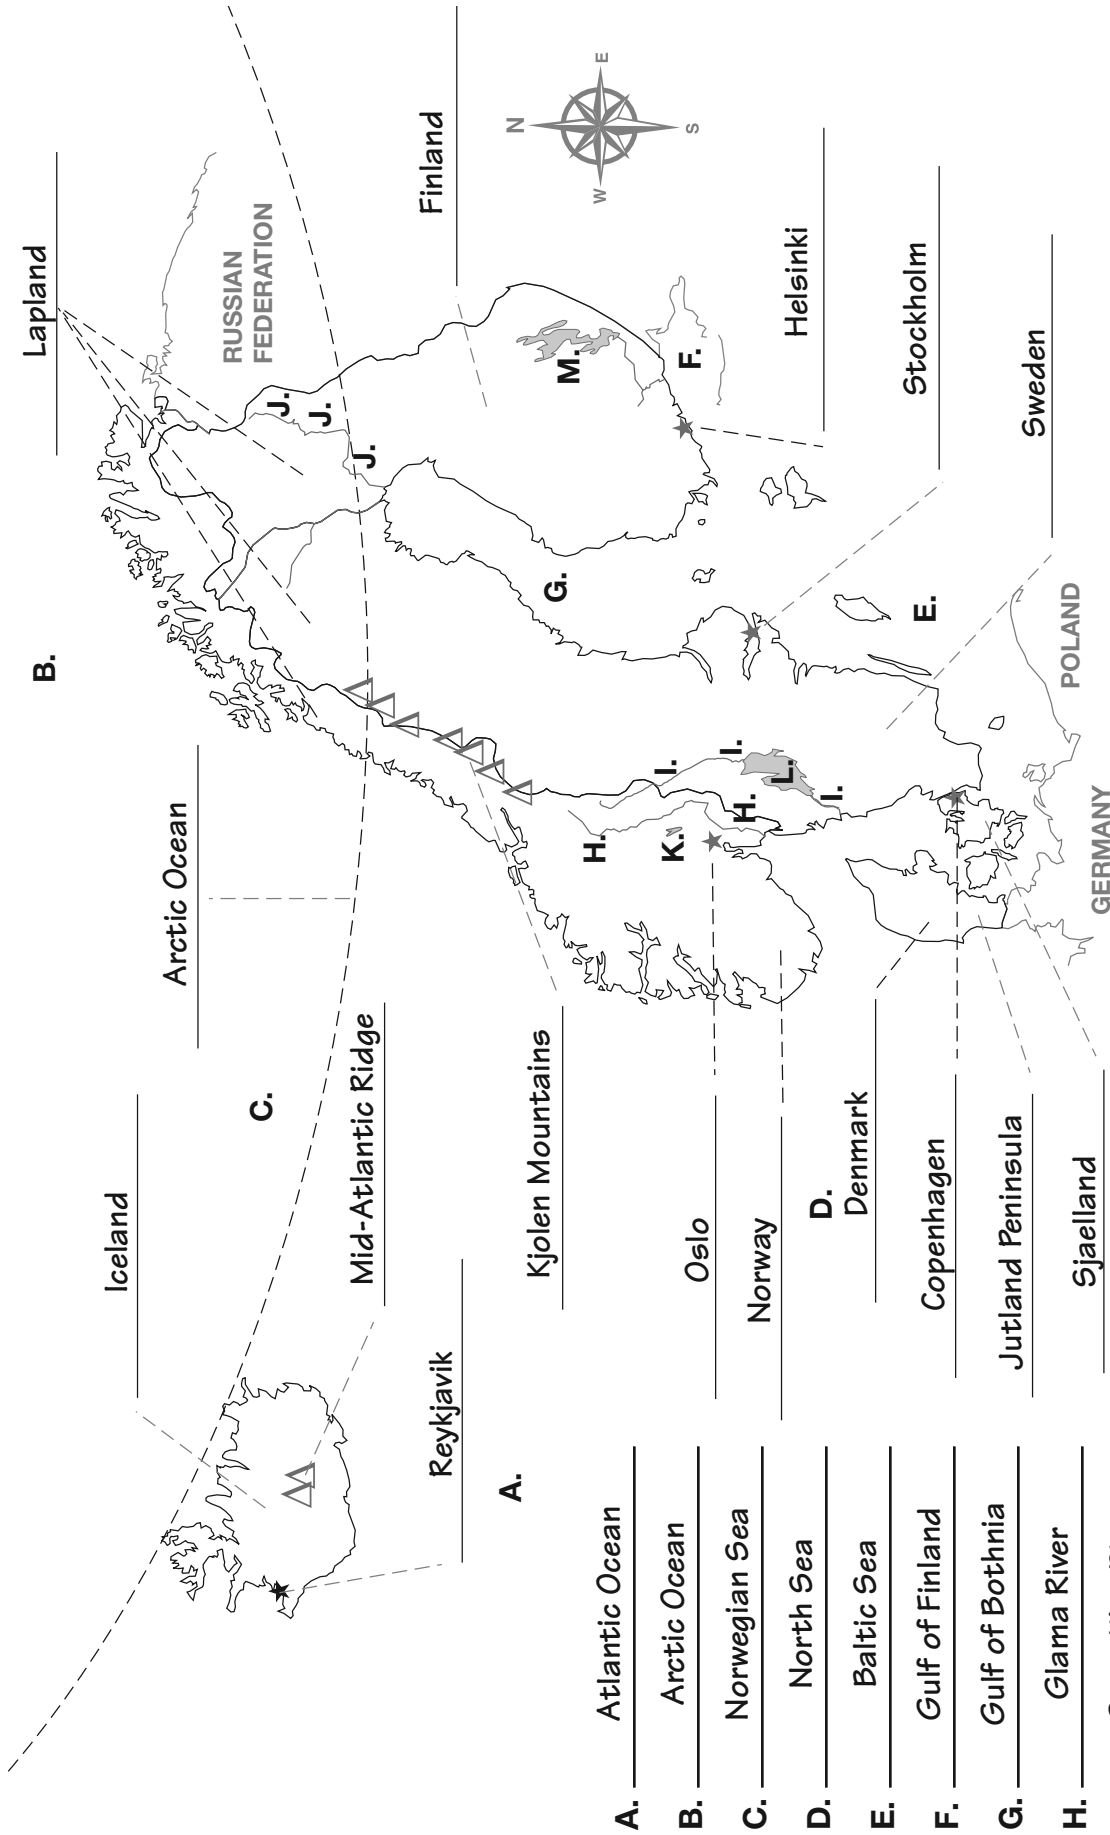 Lapland
RUSSIAN
FEDERATION
Finland
N
E
S
W
Helsinki
Stockholm
Sweden
B.
Arctic Ocean
C.
Iceland
Mid-Atlantic Ridge
Kjolen Mountains
Reykjavik
A.
Oslo
Norway
D.
Denmark
Copenhagen
Jutland Peninsula
Sjaelland
J.
J.
J.
M.
F.
G.
E.
I.
I.
L.
I.
H.
H.
K.
POLAND
GERMANY
A. Atlantic Ocean
B. Arctic Ocean
C. Norwegian Sea
D. North Sea
E. Baltic Sea
F. Gulf of Finland
G. Gulf of Bothnia
H. Glama River